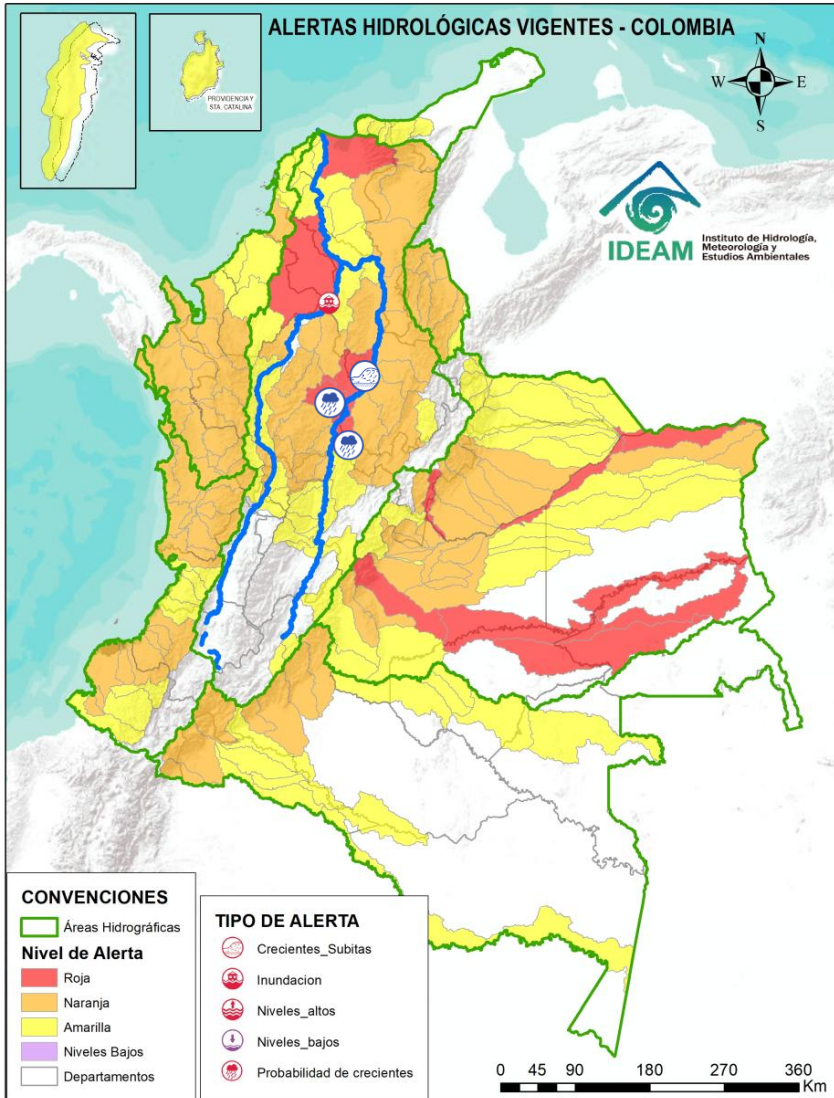 ALERTAS HIDROLÓGICAS VIGENTES - COLOMBIA
PROVIDENCIA Y
STA. CATALINA
N
W
E
S
IDEAM
Instituto de Hidrología,
Meteorología y
Estudios Ambientales
CONVENCIONES
Áreas Hidrográficas
Nivel de Alerta
Roja
Naranja
Amarilla
Niveles Bajos
Departamentos
TIPO DE ALERTA
Crecientes_Subitas
Inundacion
Niveles_altos
Niveles_bajos
Probabilidad de crecientes
0 45 90 180 270 360
Km